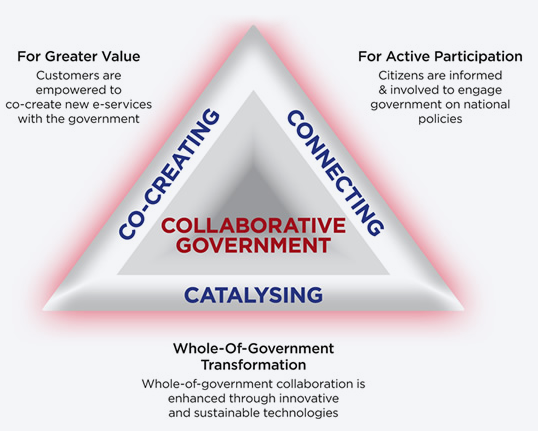 For Greater Value
Customers are
empowered to
co-create new e-services
with the government
For Active Participation
Citizens are informed
& involved to engage
government on national
policies
CO-CREATING
CONNECTING
COLLABORATIVE
GOVERNMENT
CATALYSING
Whole-Of-Government
Transformation
Whole-of-government collaboration is
enhanced through innovative
and sustainable technologies